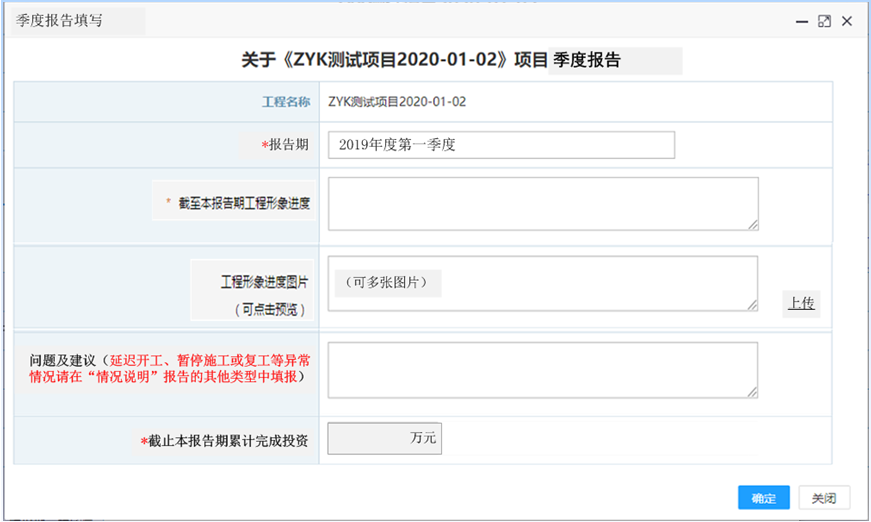 季度报告填写
关于《ZYK测试项目2020-01-02》项目 季度报告
工程名称 ZYK测试项目2020-01-02
*报告期 2019年度第一季度
* 截至本报告期工程形象进度
工程形象进度图片 (可多张图片)
(可点击预览)
上传
问题及建议(延迟开工、暂停施工或复工等异常
情况请在“情况说明”报告的其他类型中填报)
*截止本报告期累计完成投资 万元
确定 关闭